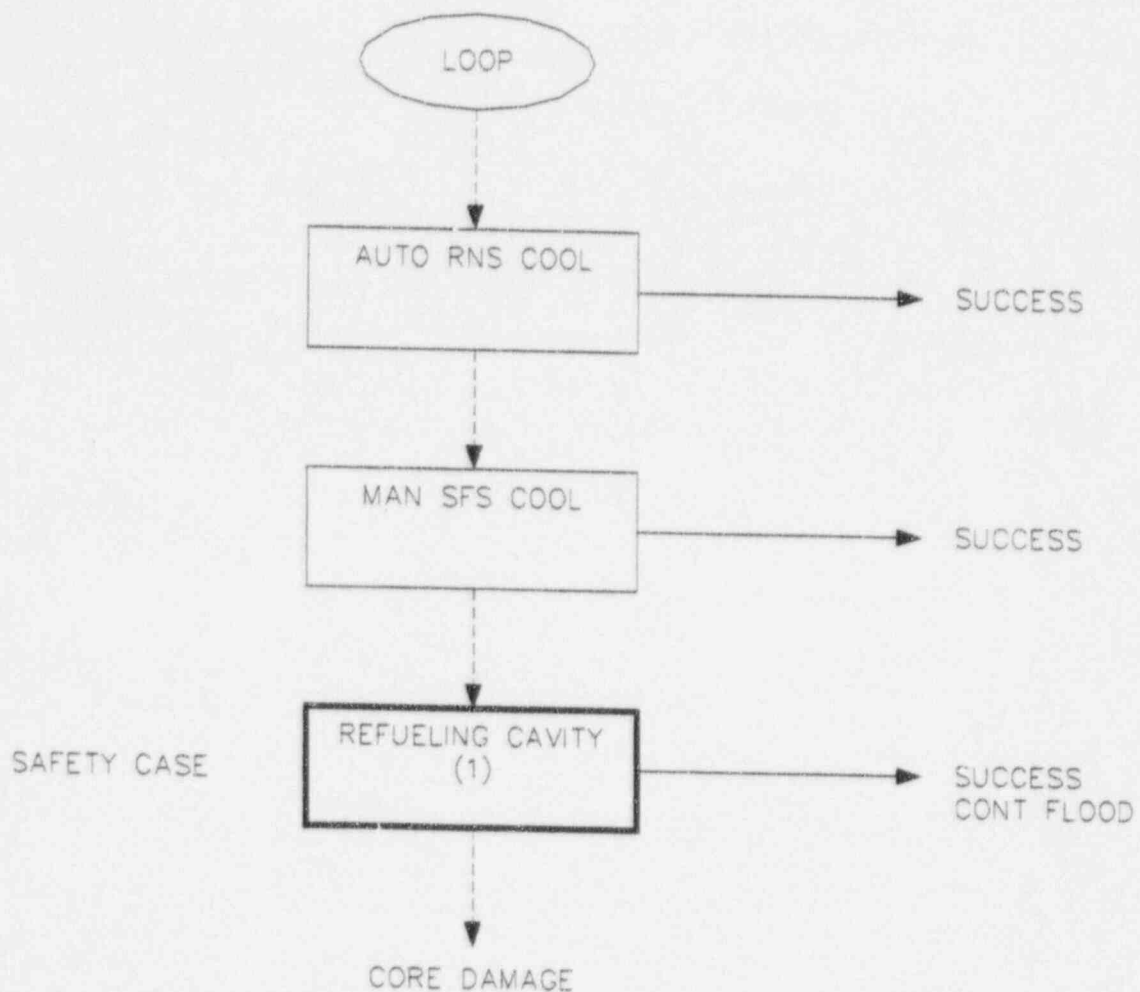 LOOP
AUTO RNS COOL
SUCCESS
MAN SFS COOL
SUCCESS
SAFETY CASE
REFUELING CAVITY
(1)
SUCCESS
CONT FLOOD
CORE DAMAGE